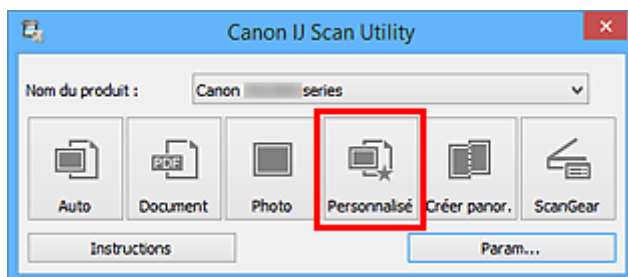 Canon IJ Scan Utility
Nom du produit : Canon series
Auto Document Photo Personnalisé Créer panor. ScanGear
Instructions Param...